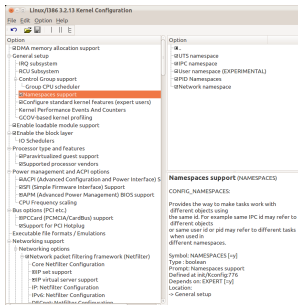 Linux/i386 3.2.13 Kernel Configuration
File Edit Option Help
Option
DMA memory allocation support
General setup
IRQ subsystem
RCU Subsystem
Control Group support
Group CPU scheduler
Namespaces support
Configure standard kernel features (expert users)
Kernel Performance Events And Counters
GCOV-based kernel profiling
Enable loadable module support
Enable the block layer
IO Schedulers
Processor type and features
Paravirtualized guest support
Supported processor vendors
Power management and ACPI options
ACPI (Advanced Configuration and Power Interface) S
SFI (Simple Firmware Interface) Support
APM (Advanced Power Management) BIOS support
CPU Frequency scaling
Bus options (PCI etc.)
PCCard (PCMCIA/CardBus) support
Support for PCI Hotplug
Executable file formats / Emulations
Networking support
Networking options
Network packet filtering framework (Netfilter)
Core Netfilter Configuration
IP set support
IP virtual server support
IP: Netfilter Configuration
IPv6: Netfilter Configuration
Option
..
UTS namespace
IPC namespace
User namespace (EXPERIMENTAL)
PID Namespaces
Network namespace
Namespaces support (NAMESPACES)
CONFIG_NAMESPACES:
Provides the way to make tasks work with
different objects using
the same id. For example same IPC id may refer to
different objects
or same user id or pid may refer to different tasks
when used in
different namespaces.
Symbol: NAMESPACES [=y]
Type : boolean
Prompt: Namespaces support
Defined at init/Kconfig:776
Depends on: EXPERT [=y]
Location:
-> General setup